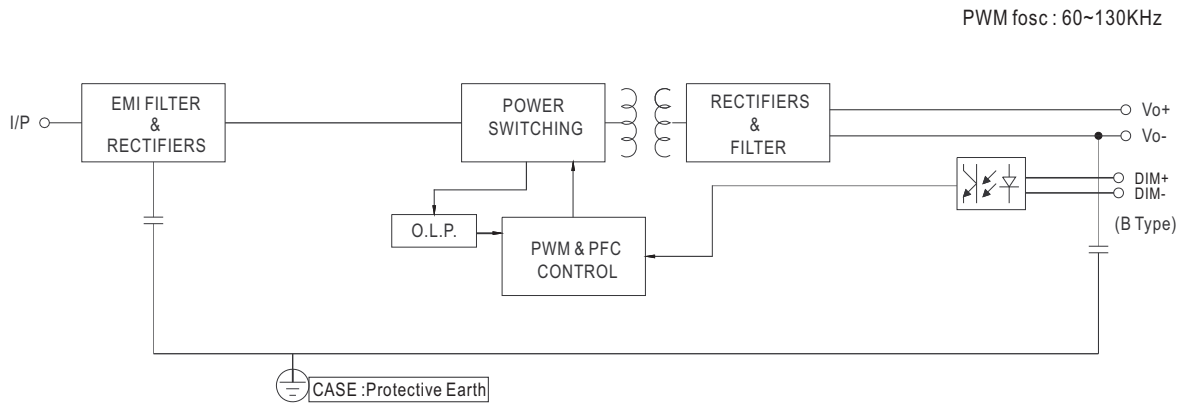 PWM fosc : 60~130KHz
I/P
EMI FILTER
&
RECTIFIERS
POWER
SWITCHING
RECTIFIERS
&
FILTER
Vo+
Vo-
DIM+
DIM-
(B Type)
O.L.P.
PWM & PFC
CONTROL
CASE :Protective Earth